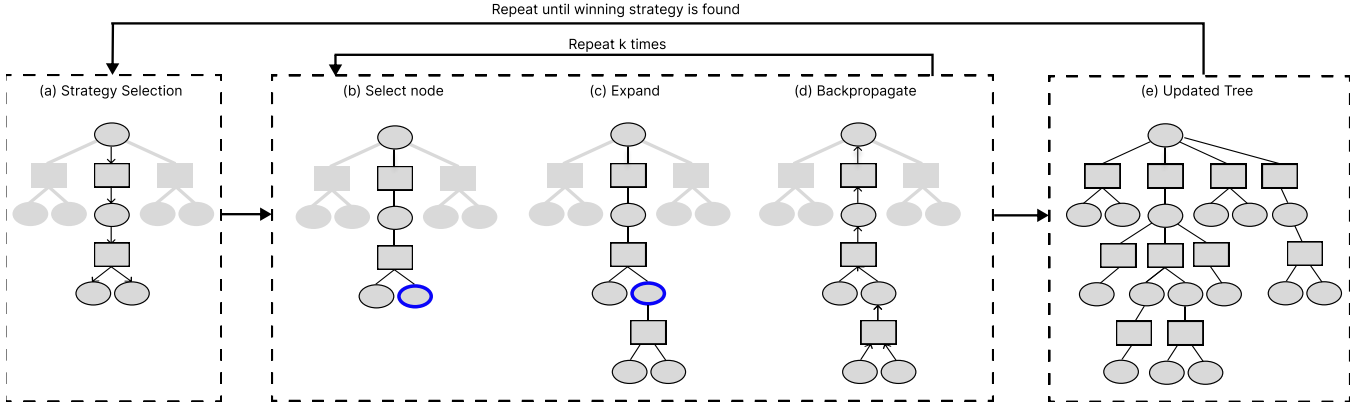 Repeat until winning strategy is found
Repeat k times
(a) Strategy Selection
(b) Select node
(c) Expand
(d) Backpropagate
(e) Updated Tree